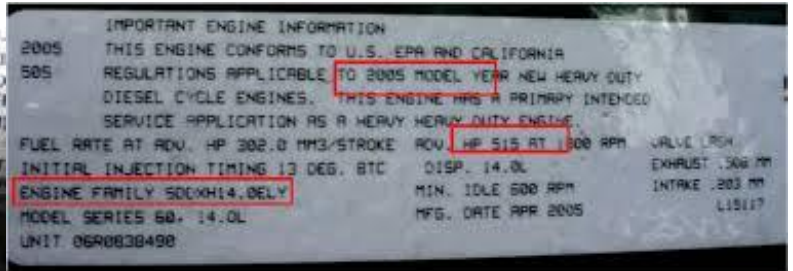 IMPORTANT ENGINE INFORMATION
2005 THIS ENGINE CONFORMS TO U.S. EPA AND CALIFORNIA
505 REGULATIONS APPLICABLE TO 2005 MODEL YEAR NEW HEAVY DUTY
DIESEL CYCLE ENGINES. THIS ENGINE HAS A PRIMARY INTENDED
SERVICE APPLICATION AS A HEAVY HEAVY DUTY ENGINE.
FUEL RATE AT ADV. HP 302.0 MM3/STROKE ADV. HP 515 AT 1800 RPM VALVE LASH
INITIAL INJECTION TIMING 13 DEG. BTC DISP. 14.0L EXHAUST .508 MM
ENGINE FAMILY 5DDXH14.0ELY MIN. IDLE 600 RPM INTAKE .203 MM
MODEL SERIES 60, 14.0L MFG. DATE APR 2005
UNIT 06R0838490